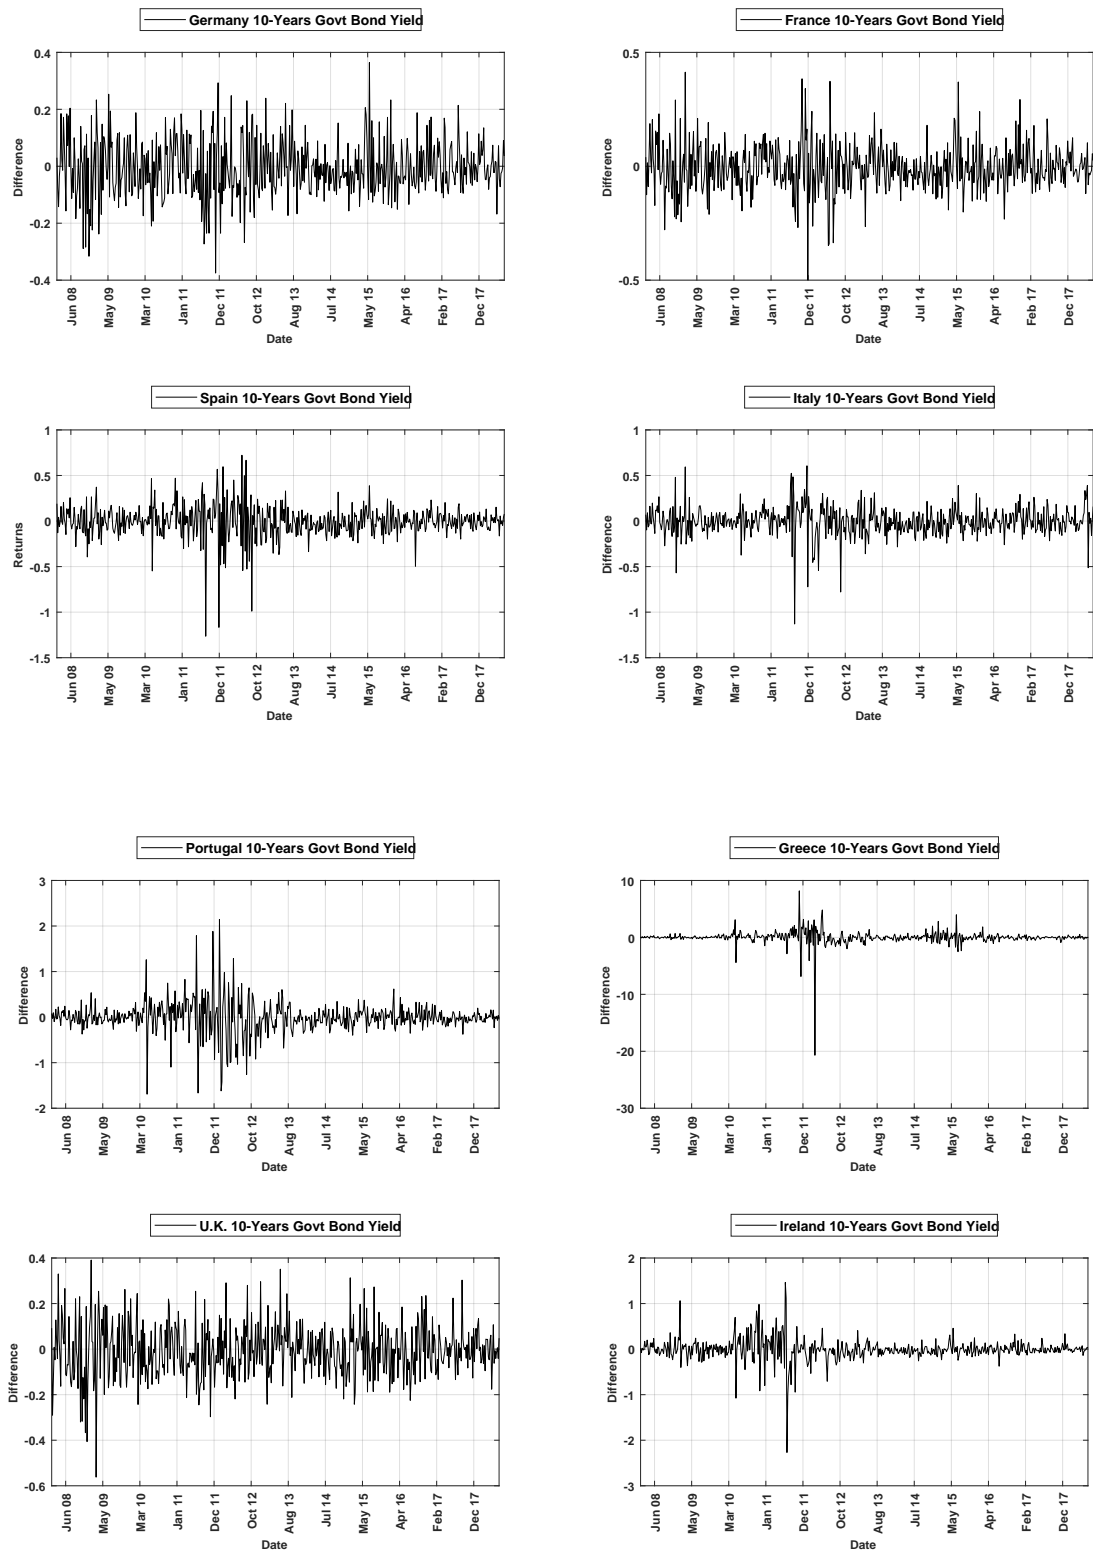 Germany 10-Years Govt Bond Yield
0.4
0.2
0
-0.2
-0.4
Difference
Jun 08
May 09
Mar 10
Jan 11
Dec 11
Oct 12
Aug 13
Jul 14
May 15
Apr 16
Feb 17
Dec 17
Date
France 10-Years Govt Bond Yield
0.5
0
-0.5
Difference
Jun 08
May 09
Mar 10
Jan 11
Dec 11
Oct 12
Aug 13
Jul 14
May 15
Apr 16
Feb 17
Dec 17
Date
Spain 10-Years Govt Bond Yield
1
0.5
0
-0.5
-1
-1.5
Returns
Jun 08
May 09
Mar 10
Jan 11
Dec 11
Oct 12
Aug 13
Jul 14
May 15
Apr 16
Feb 17
Dec 17
Date
Italy 10-Years Govt Bond Yield
1
0.5
0
-0.5
-1
-1.5
Difference
Jun 08
May 09
Mar 10
Jan 11
Dec 11
Oct 12
Aug 13
Jul 14
May 15
Apr 16
Feb 17
Dec 17
Date
Portugal 10-Years Govt Bond Yield
3
2
1
0
-1
-2
Difference
Jun 08
May 09
Mar 10
Jan 11
Dec 11
Oct 12
Aug 13
Jul 14
May 15
Apr 16
Feb 17
Dec 17
Date
Greece 10-Years Govt Bond Yield
10
0
-10
-20
-30
Difference
Jun 08
May 09
Mar 10
Jan 11
Dec 11
Oct 12
Aug 13
Jul 14
May 15
Apr 16
Feb 17
Dec 17
Date
U.K. 10-Years Govt Bond Yield
0.4
0.2
0
-0.2
-0.4
-0.6
Difference
Jun 08
May 09
Mar 10
Jan 11
Dec 11
Oct 12
Aug 13
Jul 14
May 15
Apr 16
Feb 17
Dec 17
Date
Ireland 10-Years Govt Bond Yield
2
1
0
-1
-2
-3
Difference
Jun 08
May 09
Mar 10
Jan 11
Dec 11
Oct 12
Aug 13
Jul 14
May 15
Apr 16
Feb 17
Dec 17
Date